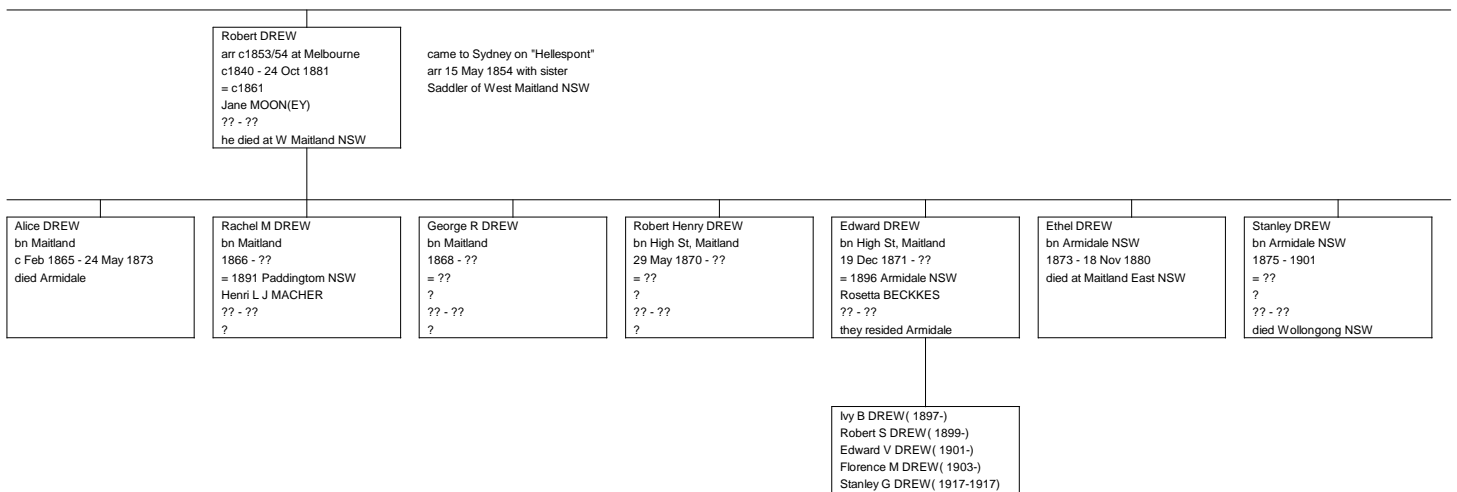 Robert DREW
arr c1853/54 at Melbourne
c1840 - 24 Oct 1881
= c1861
Jane MOON(EY)
?? - ??
he died at W Maitland NSW
came to Sydney on "Hellespont"
arr 15 May 1854 with sister
Saddler of West Maitland NSW
Alice DREW
bn Maitland
c Feb 1865 - 24 May 1873
died Armidale
Rachel M DREW
bn Maitland
1866 - ??
= 1891 Paddingtom NSW
Henri L J MACHER
?? - ??
?
George R DREW
bn Maitland
1868 - ??
= ??
?
?? - ??
?
Robert Henry DREW
bn High St, Maitland
29 May 1870 - ??
= ??
?
?? - ??
?
Edward DREW
bn High St, Maitland
19 Dec 1871 - ??
= 1896 Armidale NSW
Rosetta BECKKES
?? - ??
they resided Armidale
Ethel DREW
bn Armidale NSW
1873 - 18 Nov 1880
died at Maitland East NSW
Stanley DREW
bn Armidale NSW
1875 - 1901
= ??
?
?? - ??
died Wollongong NSW
Ivy B DREW( 1897-)
Robert S DREW( 1899-)
Edward V DREW( 1901-)
Florence M DREW( 1903-)
Stanley G DREW( 1917-1917)